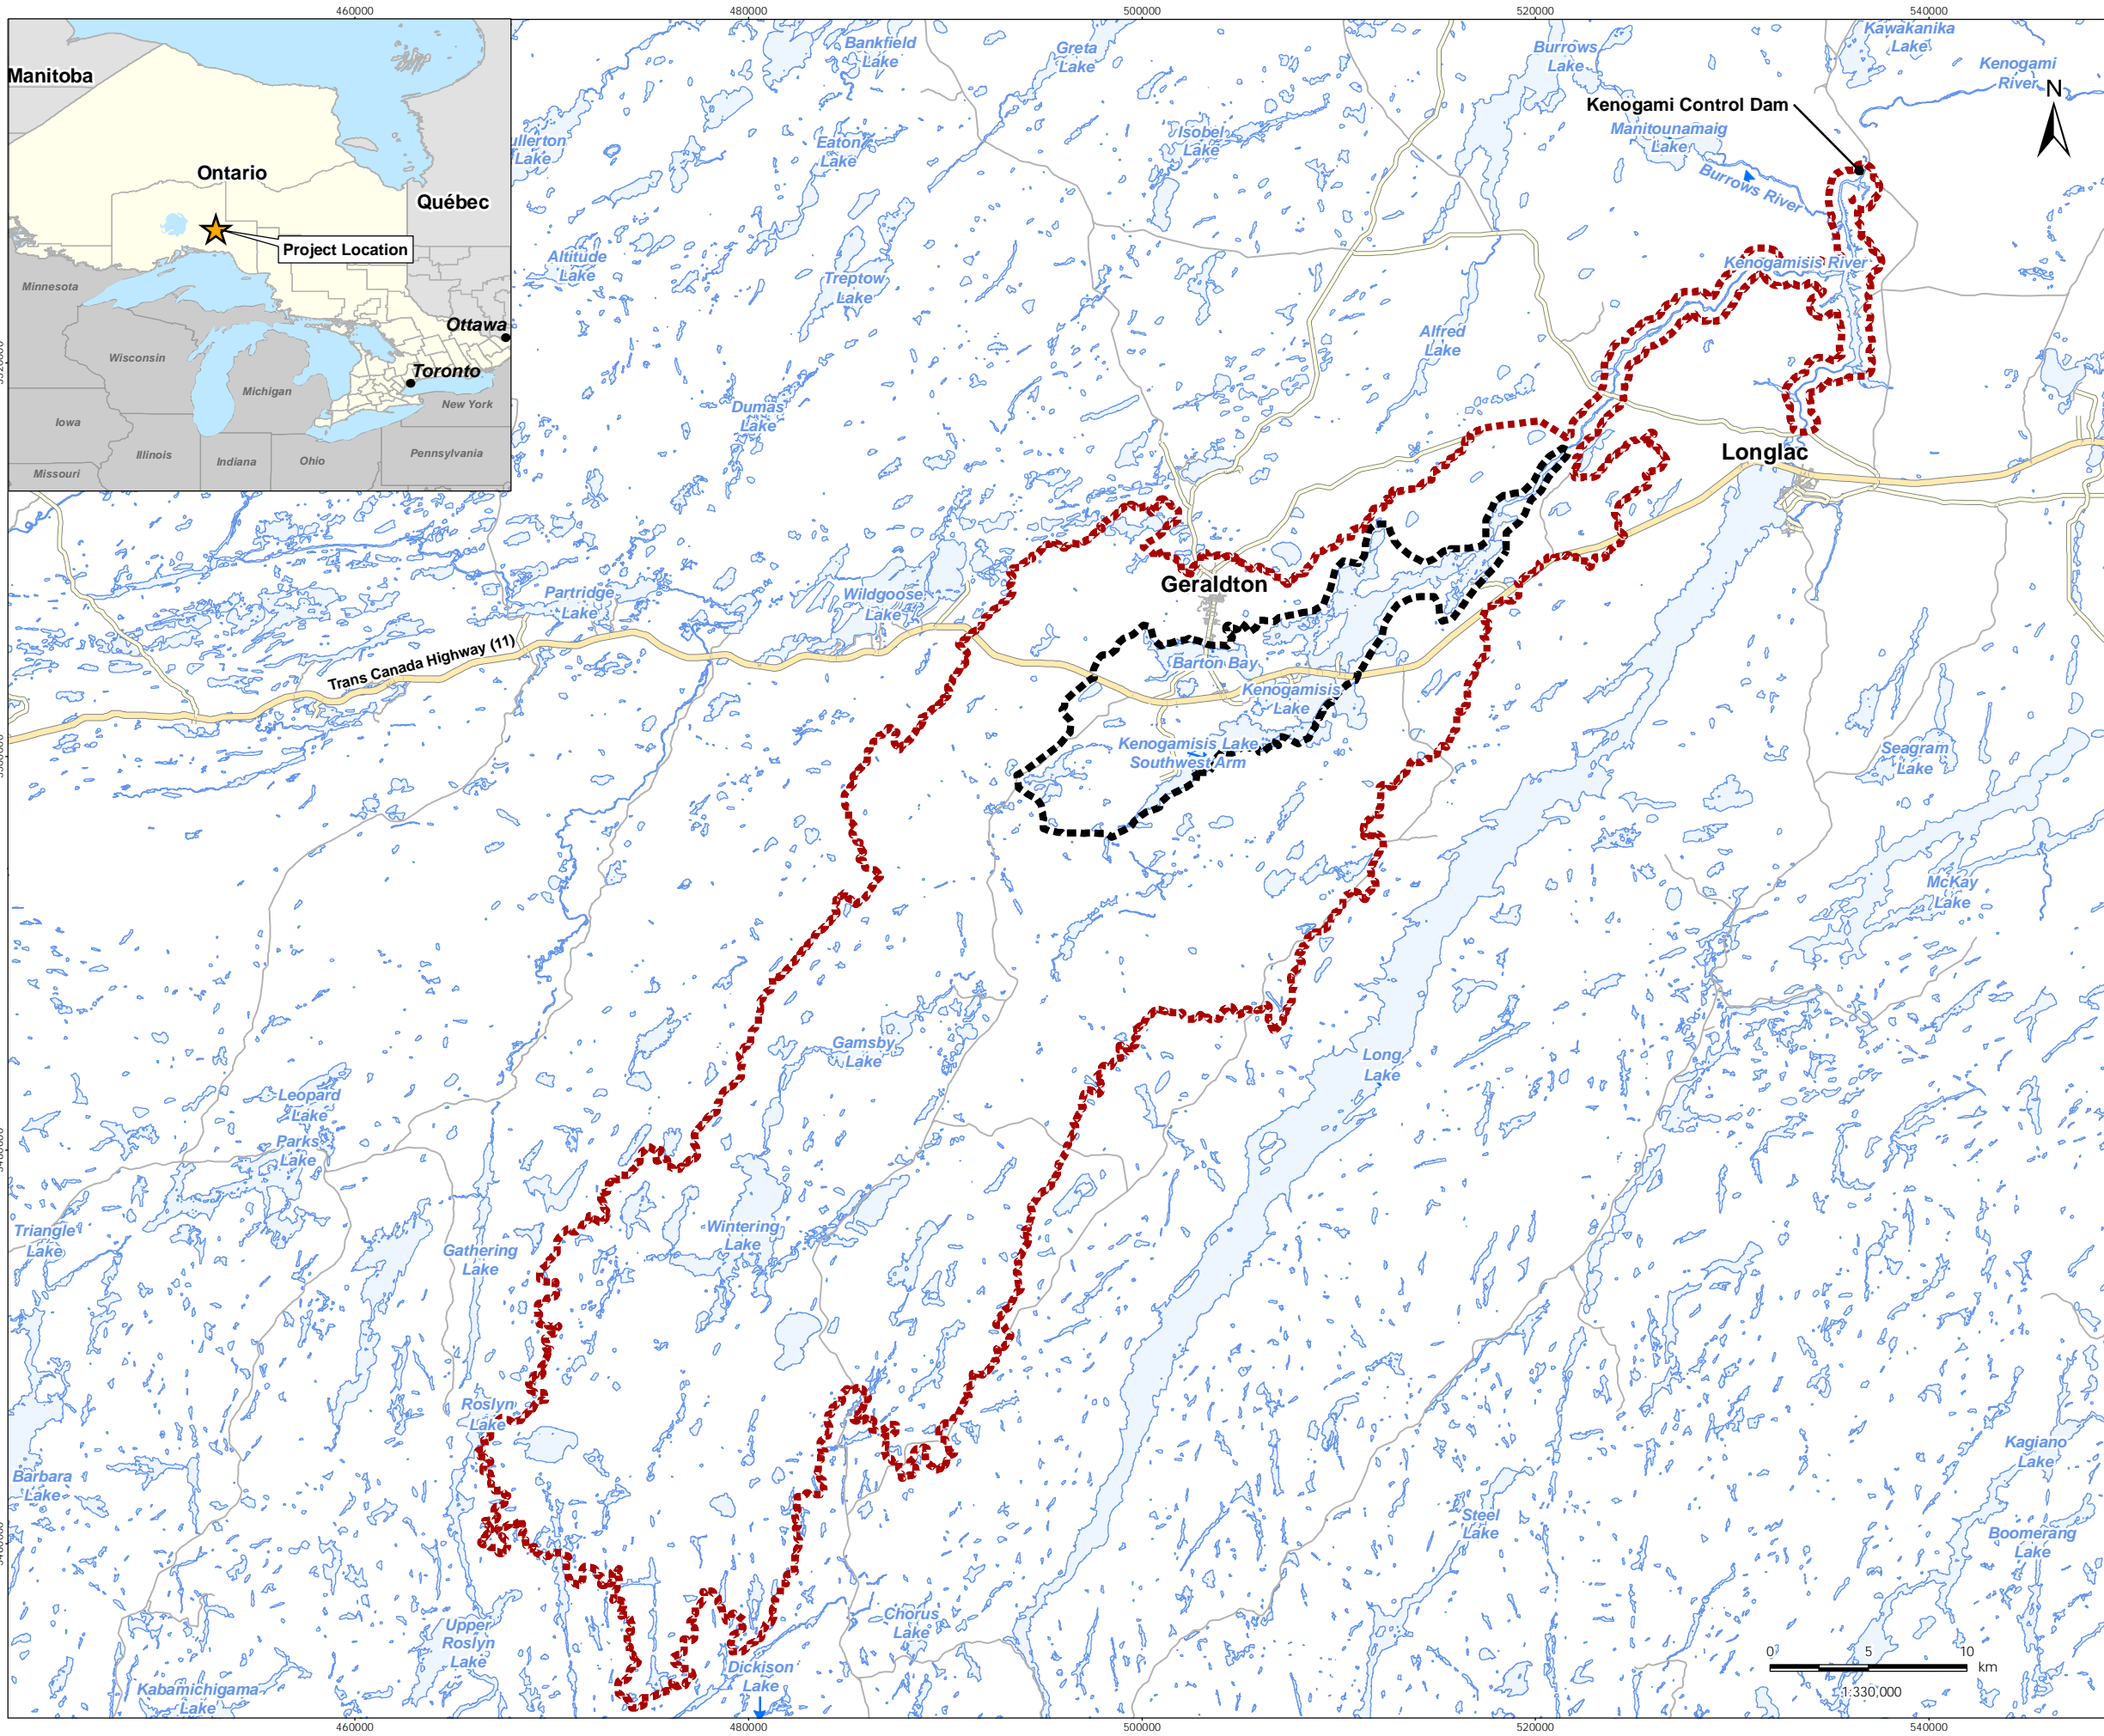 460000
480000
500000
520000
540000
Manitoba
Ontario
Québec
Project Location
Minnesota
Ottawa
Wisconsin
Toronto
Michigan
New York
Iowa
Illinois
Indiana
Ohio
Pennsylvania
Missouri
Bankfield
Lake
Greta
Lake
Burrows
Lake
Kawakanika
Lake
Kenogami
River
N
Kenogami Control Dam
Manitounamaig
Lake
Burrows River
ullerton
Lake
Eaton
Lake
Isobel
Lake
Altitude
Lake
Treptow
Lake
Kenogamisis River
Alfred
Lake
Dumas
Lake
Longlac
Geraldton
Partridge
Lake
Wildgoose
Lake
Trans Canada Highway (11)
Barton Bay
Kenogamisis
Lake
Kenogamisis Lake
Southwest Arm
Seagram
Lake
McKay
Lake
Gamsby
Lake
Long
Lake
Leopard
Lake
Parks
Lake
Triangle
Lake
Gathering
Lake
Wintering
Lake
Roslyn
Lake
Barbara
Lake
Kagiano
Lake
Steel
Lake
Boomerang
Lake
Upper
Roslyn
Lake
Chorus
Lake
Dickison
Lake
Kabamichigama
Lake
0 5 10
km
1:330,000
460000
480000
500000
520000
540000